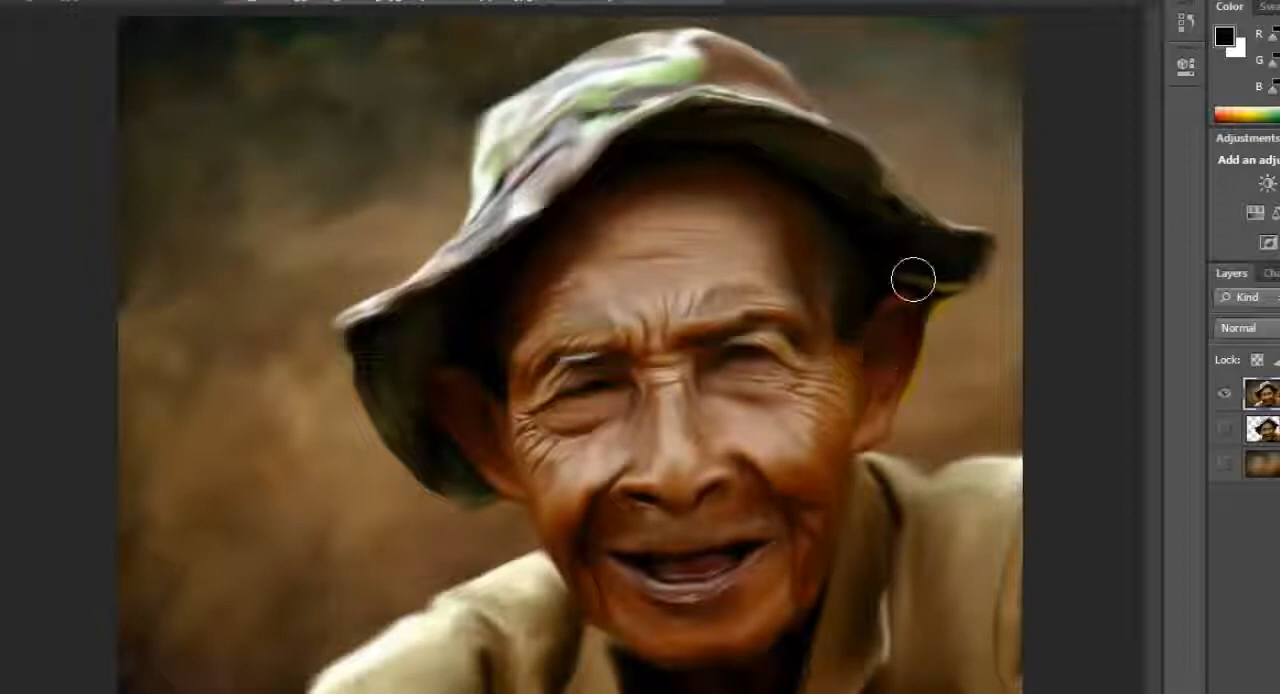 Color
R
G
B
Adjustments
Add an adju
Layers
Kind
Normal
Lock: